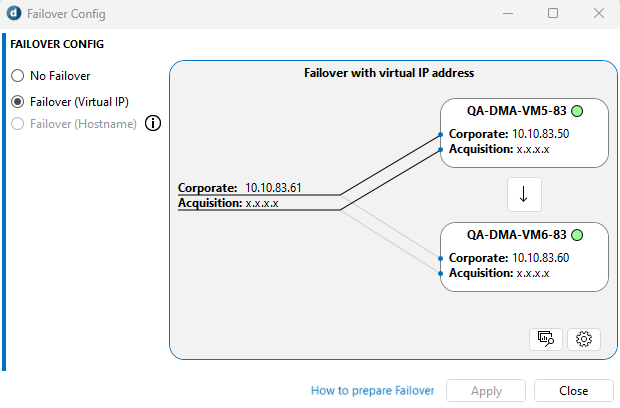 Failover Config
FAILOVER CONFIG
No Failover
Failover (Virtual IP)
Failover (Hostname)
Failover with virtual IP address
QA-DMA-VM5-83
Corporate: 10.10.83.50
Acquisition: x.x.x.x
Corporate: 10.10.83.61
Acquisition: x.x.x.x
QA-DMA-VM6-83
Corporate: 10.10.83.60
Acquisition: x.x.x.x
How to prepare Failover
Apply
Close